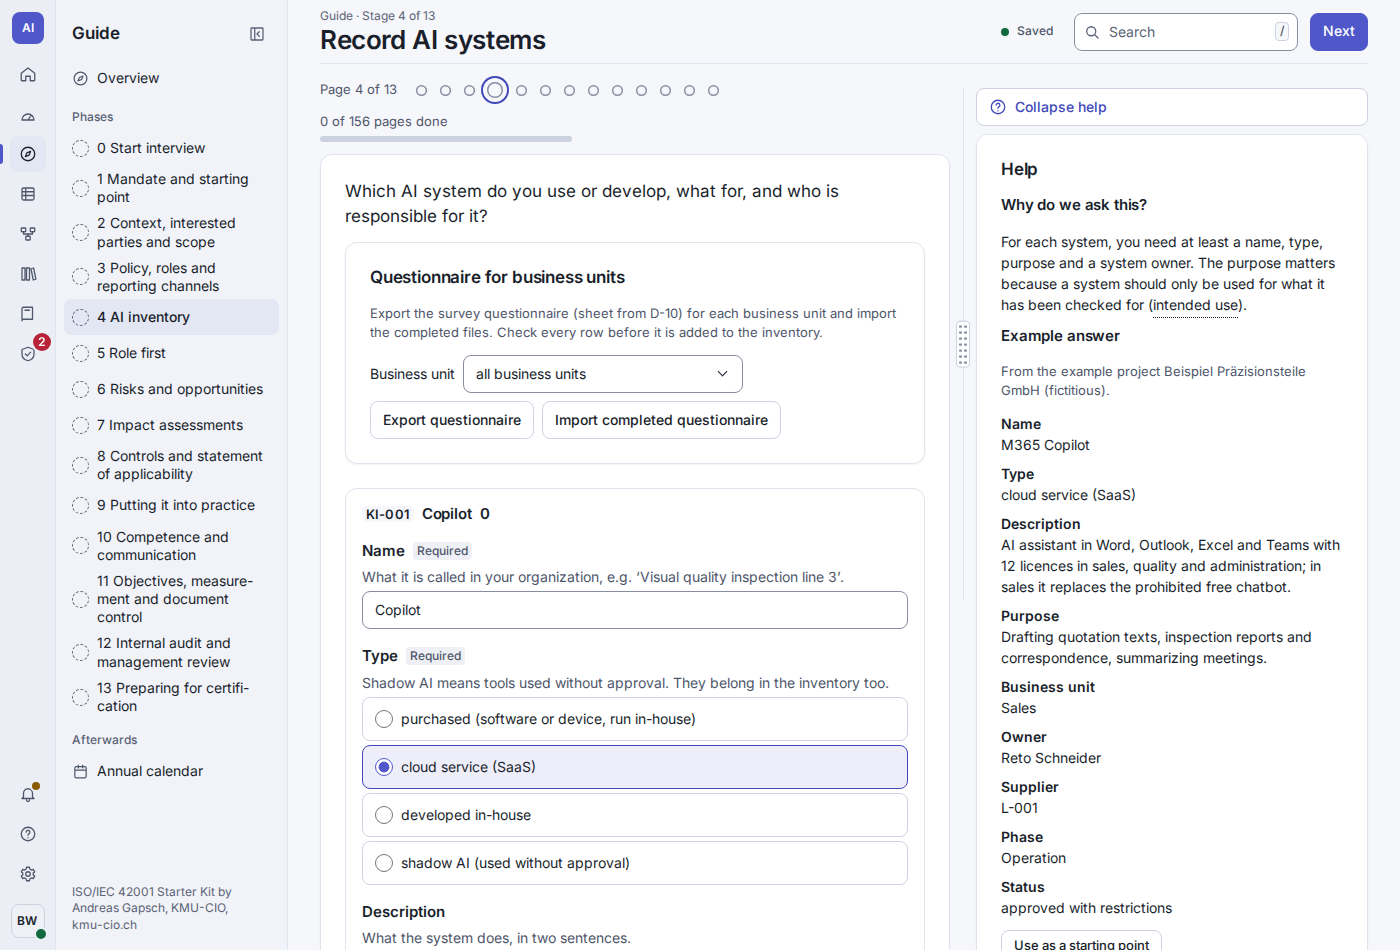 AI
Guide
Overview
Phases
0 Start interview
1 Mandate and starting
point
2 Context, interested
parties and scope
3 Policy, roles and
reporting channels
4 AI inventory
5 Role first
6 Risks and opportunities
7 Impact assessments
8 Controls and statement
of applicability
9 Putting it into practice
10 Competence and
communication
11 Objectives, measure-
ment and document
control
12 Internal audit and
management review
13 Preparing for certifi-
cation
Afterwards
Annual calendar
ISO/IEC 42001 Starter Kit by
Andreas Gapsch, KMU-CIO,
kmu-cio.ch
2
BW
Guide · Stage 4 of 13
Record AI systems
Saved
Search
/
Next
Page 4 of 13
0 of 156 pages done
Which AI system do you use or develop, what for, and who is
responsible for it?
Questionnaire for business units
Export the survey questionnaire (sheet from D-10) for each business unit and import
the completed files. Check every row before it is added to the inventory.
Business unit
all business units
Export questionnaire
Import completed questionnaire
KI-001 Copilot 0
Name Required
What it is called in your organization, e.g. ‘Visual quality inspection line 3’.
Copilot
Type Required
Shadow AI means tools used without approval. They belong in the inventory too.
purchased (software or device, run in-house)
cloud service (SaaS)
developed in-house
shadow AI (used without approval)
Description
What the system does, in two sentences.
Collapse help
Help
Why do we ask this?
For each system, you need at least a name, type,
purpose and a system owner. The purpose matters
because a system should only be used for what it
has been checked for (intended use).
Example answer
From the example project Beispiel Präzisionsteile
GmbH (fictitious).
Name
M365 Copilot
Type
cloud service (SaaS)
Description
AI assistant in Word, Outlook, Excel and Teams with
12 licences in sales, quality and administration; in
sales it replaces the prohibited free chatbot.
Purpose
Drafting quotation texts, inspection reports and
correspondence, summarizing meetings.
Business unit
Sales
Owner
Reto Schneider
Supplier
L-001
Phase
Operation
Status
approved with restrictions
Use as a starting point